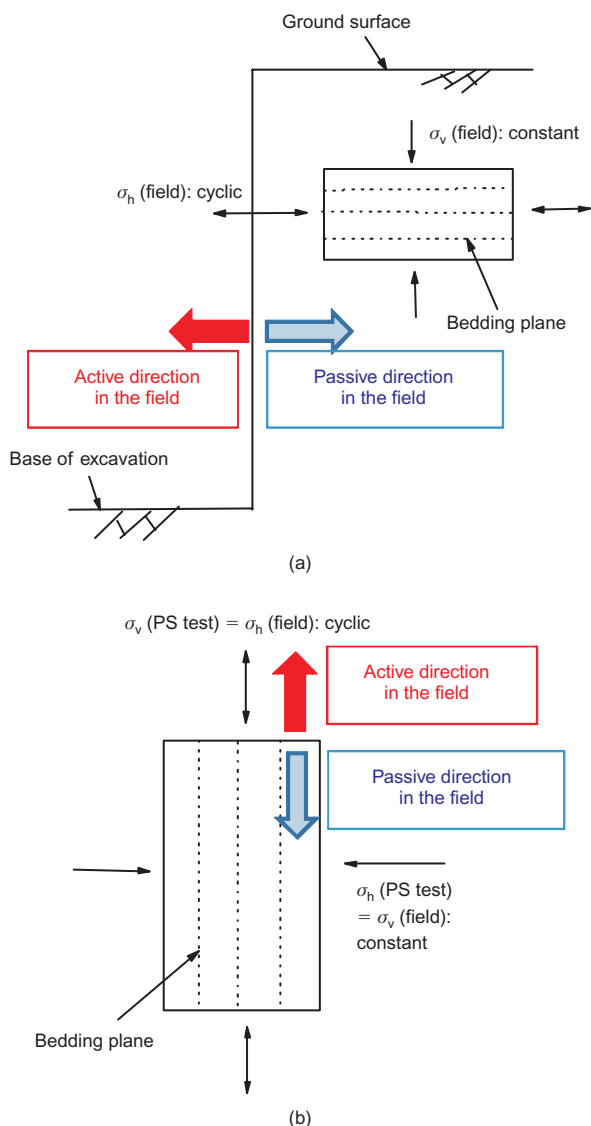 Ground surface
σv (field): constant
σh (field): cyclic
Bedding plane
Active direction
in the field
Passive direction
in the field
Base of excavation
(a)
σv (PS test) = σh (field): cyclic
Active direction
in the field
Passive direction
in the field
σh (PS test)
= σv (field):
constant
Bedding plane
(b)